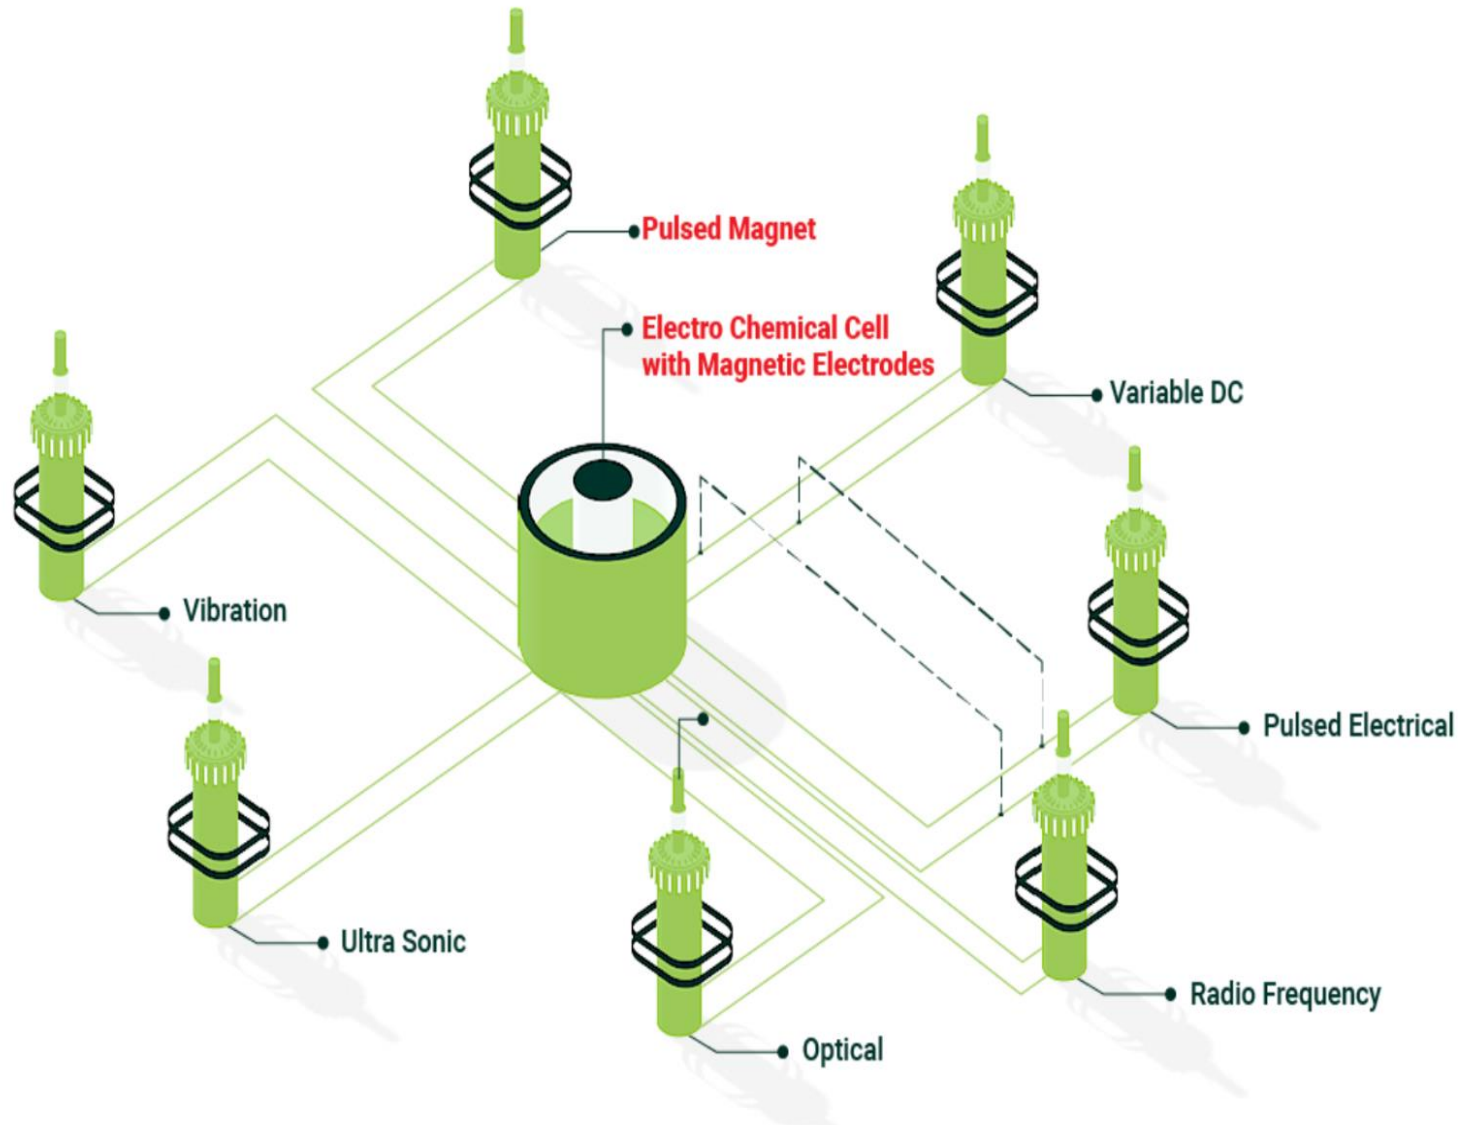 Pulsed Magnet
Electro Chemical Cell
with Magnetic Electrodes
Variable DC
Vibration
Pulsed Electrical
Ultra Sonic
Radio Frequency
Optical